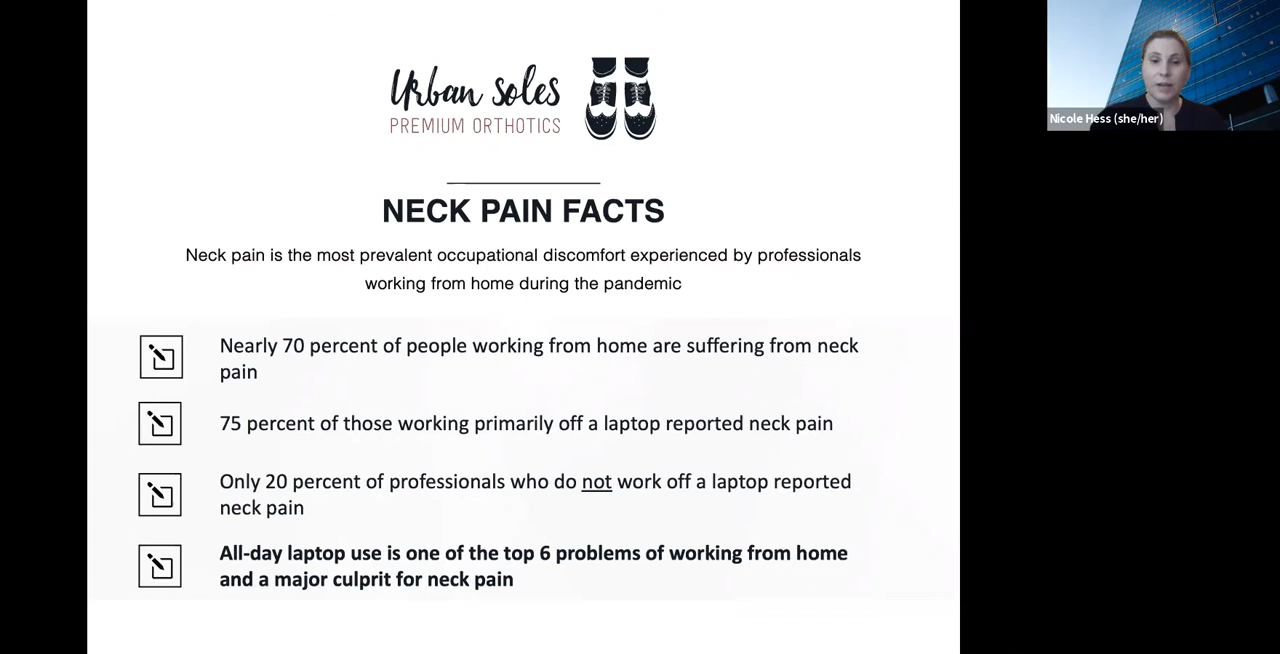 Urban soles
PREMIUM ORTHOTICS
NECK PAIN FACTS
Neck pain is the most prevalent occupational discomfort experienced by professionals
working from home during the pandemic
Nearly 70 percent of people working from home are suffering from neck
pain
75 percent of those working primarily off a laptop reported neck pain
Only 20 percent of professionals who do not work off a laptop reported
neck pain
All-day laptop use is one of the top 6 problems of working from home
and a major culprit for neck pain
Nicole Hess (she/her)